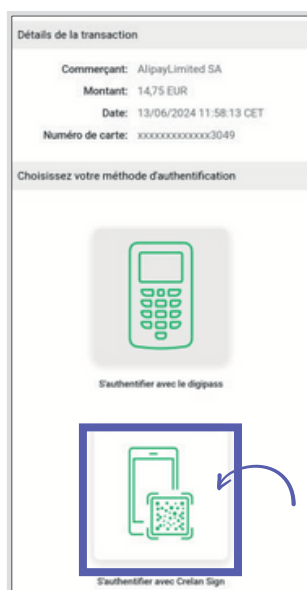 Détails de la transaction
Commerçant: AlipayLimited SA
Montant: 14,75 EUR
Date: 13/06/2024 11:58:13 CET
Numéro de carte: xxxxxxxxxxxxx3049
Choisissez votre méthode d'authentification
S'authentifier avec le digipass
S'authentifier avec Crelan Sign